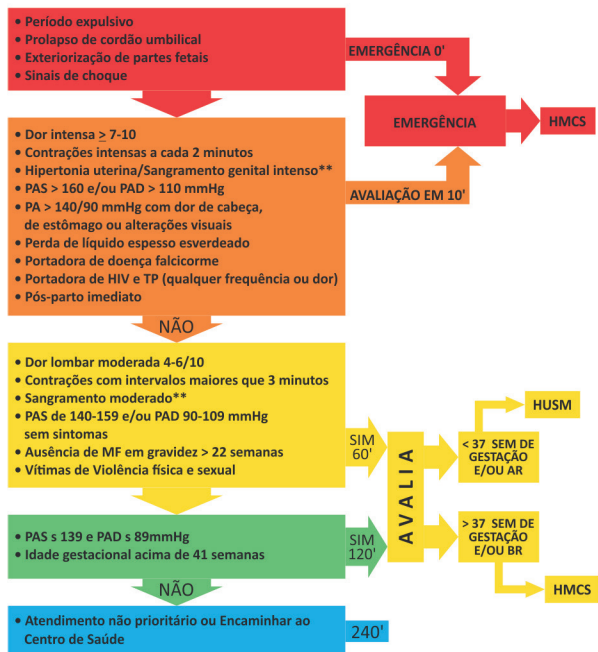 • Período expulsivo
• Prolapso de cordão umbilical
• Exteriorização de partes fetais
• Sinais de choque
EMERGÊNCIA 0'
EMERGÊNCIA
HMCS
• Dor intensa ≥ 7-10
• Contrações intensas a cada 2 minutos
• Hipertonia uterina/Sangramento genital intenso**
• PAS > 160 e/ou PAD > 110 mmHg
• PA > 140/90 mmHg com dor de cabeça,
de estômago ou alterações visuais
• Perda de líquido espesso esverdeado
• Portadora de doença falcicorme
• Portadora de HIV e TP (qualquer frequência ou dor)
• Pós-parto imediato
AVALIAÇÃO EM 10'
NÃO
• Dor lombar moderada 4-6/10
• Contrações com intervalos maiores que 3 minutos
• Sangramento moderado**
• PAS de 140-159 e/ou PAD 90-109 mmHg
sem sintomas
• Ausência de MF em gravidez > 22 semanas
• Vítimas de Violência física e sexual
SIM
60'
AVALIA
HUSM
< 37 SEM DE
GESTAÇÃO
E/OU AR
• PAS s 139 e PAD s 89mmHg
• Idade gestacional acima de 41 semanas
SIM
120'
> 37 SEM DE
GESTAÇÃO
E/OU BR
HMCS
NÃO
• Atendimento não prioritário ou Encaminhar ao
Centro de Saúde
240'